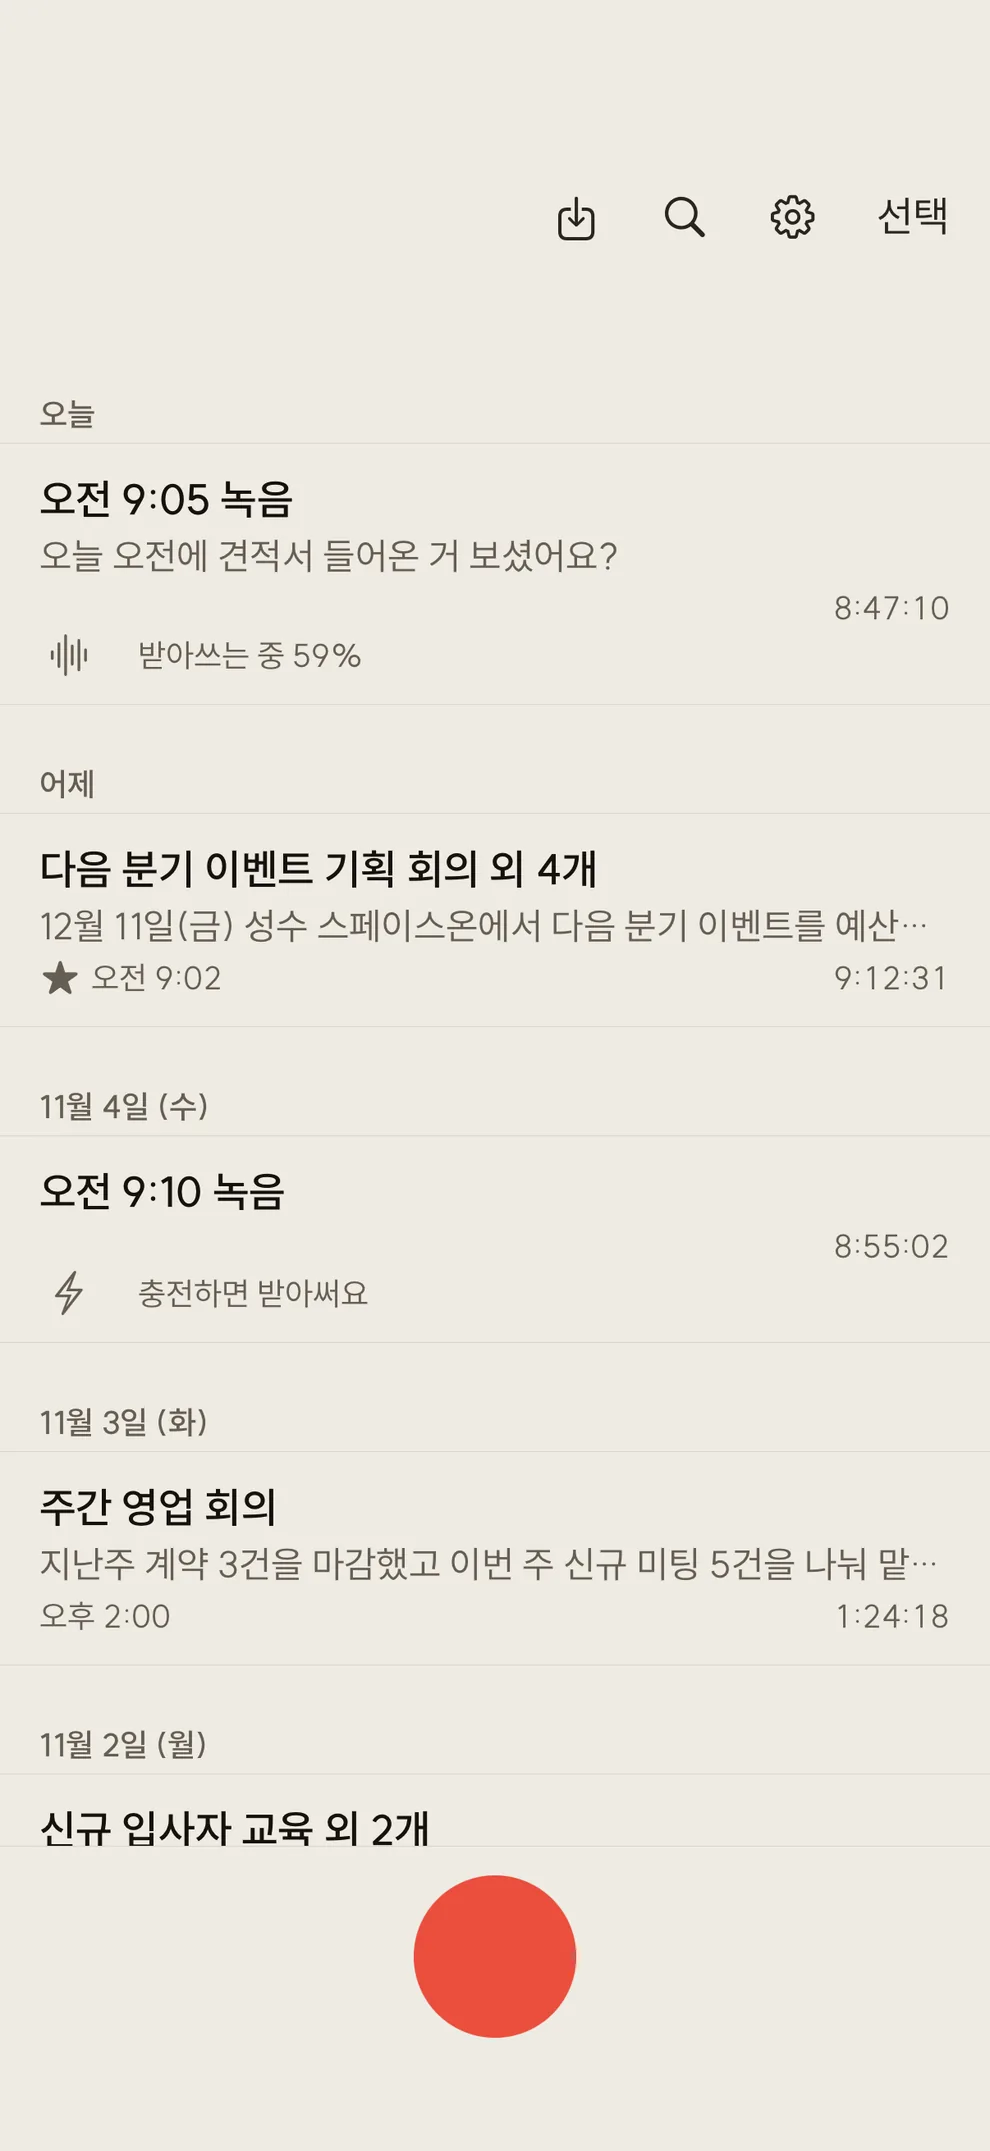 선택
오늘
오전 9:05 녹음
오늘 오전에 견적서 들어온 거 보셨어요?
8:47:10
받아쓰는 중 59%
어제
다음 분기 이벤트 기획 회의 외 4개
12월 11일(금) 성수 스페이스온에서 다음 분기 이벤트를 예산…
오전 9:02 9:12:31
11월 4일 (수)
오전 9:10 녹음
8:55:02
충전하면 받아써요
11월 3일 (화)
주간 영업 회의
지난주 계약 3건을 마감했고 이번 주 신규 미팅 5건을 나눠 맡…
오후 2:00 1:24:18
11월 2일 (월)
신규 입사자 교육 외 2개